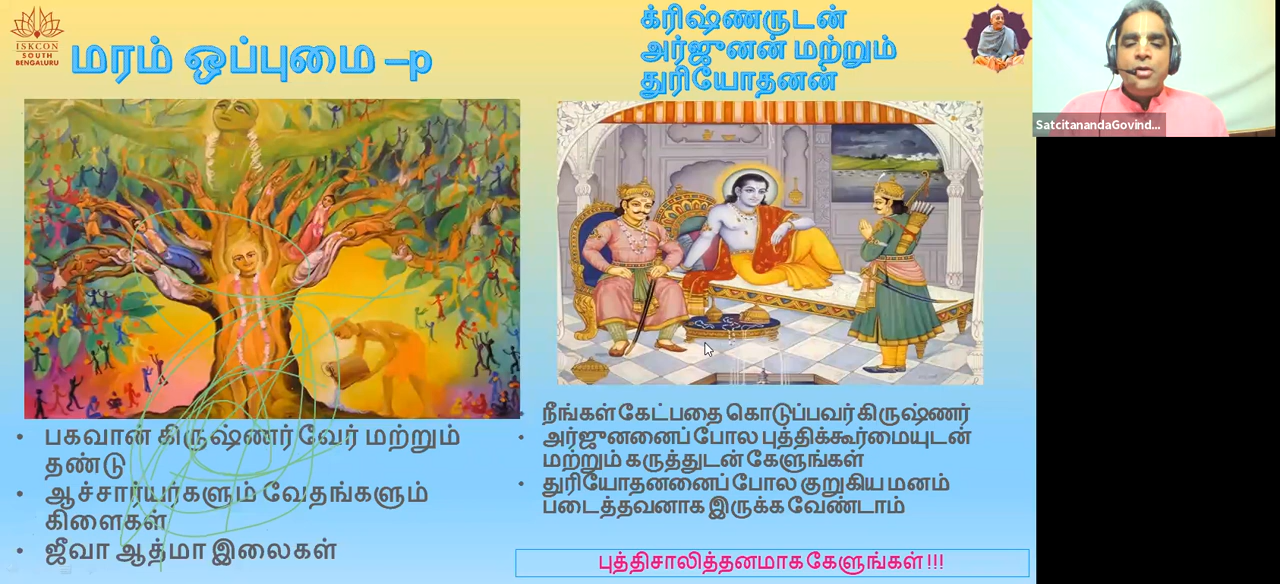 ISKCON
SOUTH
BENGALURU
மரம் ஒப்புமை –p
க்ரிஷ்ணருடன்
அர்ஜுனன் மற்றும்
துரியோதனன்
SatcitanandaGovind...
• பகவான் கிருஷ்ணர் வேர் மற்றும்
தண்டு
• ஆச்சார்யர்களும் வேதங்களும்
கிளைகள்
• ஜீவா ஆத்மா இலைகள்
• நீங்கள் கேட்பதை கொடுப்பவர் கிருஷ்ணர்
• அர்ஜுனனைப் போல புத்திக்கூர்மையுடன்
மற்றும் கருத்துடன் கேளுங்கள்
• துரியோதனனைப் போல குறுகிய மனம்
படைத்தவனாக இருக்க வேண்டாம்
புத்திசாலித்தனமாக கேளுங்கள் !!!